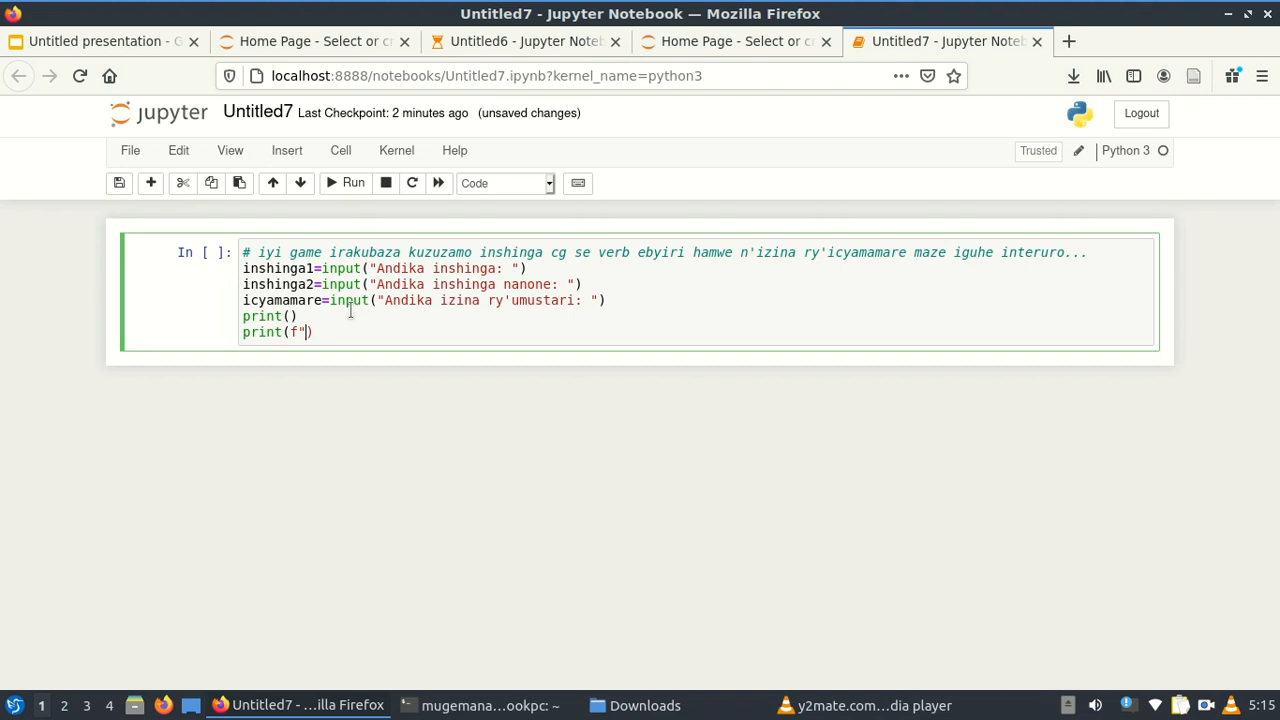 Untitled7 - Jupyter Notebook — Mozilla Firefox
Untitled presentation - G
Home Page - Select or cr
Untitled6 - Jupyter Noteb
Home Page - Select or cr
Untitled7 - Jupyter Noteb
localhost:8888/notebooks/Untitled7.ipynb?kernel_name=python3
jupyter Untitled7 Last Checkpoint: 2 minutes ago (unsaved changes) Logout
File Edit View Insert Cell Kernel Help Trusted Python 3
Run Code
In [ ]: # iyi game irakubaza kuzuzamo inshinga cg se verb ebyiri hamwe n'izina ry'icyamamare maze iguhe interuro...
inshinga1=input("Andika inshinga: ")
inshinga2=input("Andika inshinga nanone: ")
icyamamare=input("Andika izina ry'umustari: ")
print()
print(f")
1 2 3 4 Untitled7 - ...illa Firefox mugemana...ookpc: ~ Downloads y2mate.com...dia player 5:15